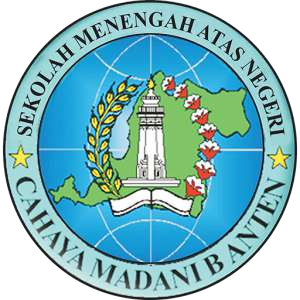 SEKOLAH MENENGAH ATAS NEGERI
CAHAYA MADANI BANTEN